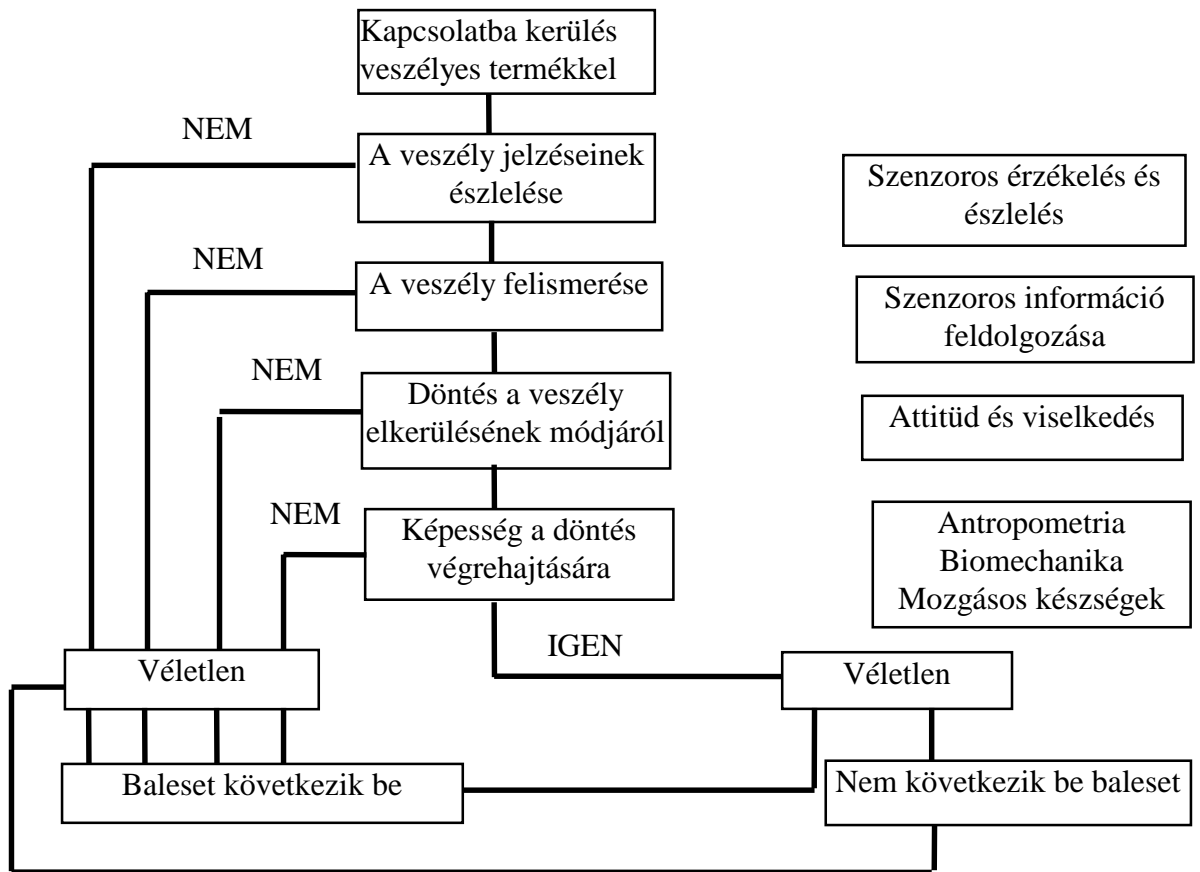 Kapcsolatba kerülés
veszélyes termékkel
NEM
A veszély jelzéseinek
észlelése
Szenzoros érzékelés és
észlelés
NEM
A veszély felismerése
Szenzoros információ
feldolgozása
NEM
Döntés a veszély
elkerülésének módjáról
Attitüd és viselkedés
NEM
Képesség a döntés
végrehajtására
Antropometria
Biomechanika
Mozgásos készségek
IGEN
Véletlen
Véletlen
Baleset következik be
Nem következik be baleset